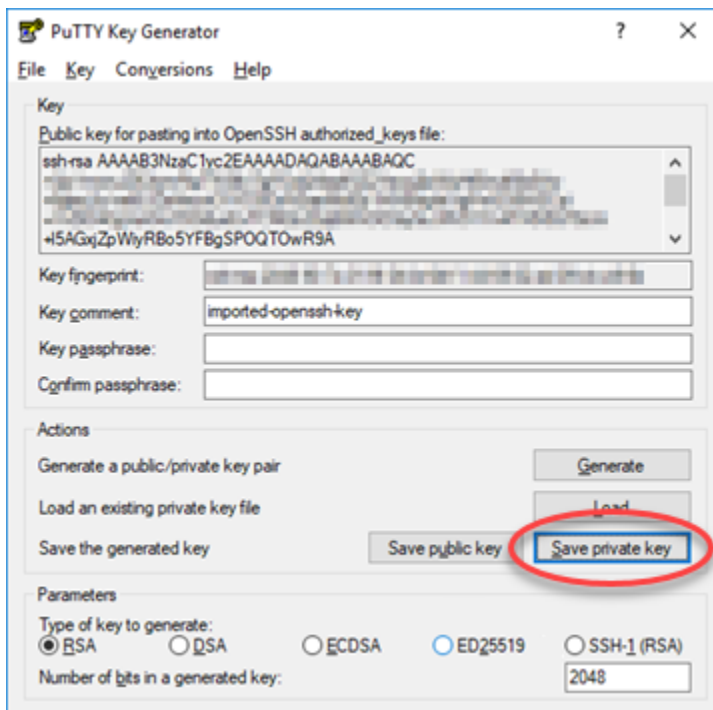 PuTTY Key Generator
? X
File Key Conversions Help
Key
Public key for pasting into OpenSSH authorized_keys file:
ssh-rsa AAAAB3NzaC1yc2EAAAADAQABAAABAQC
+I5AGxjZpWiyRBo5YFBgSPOQTOwR9A
Key fingerprint:
Key comment: imported-openssh-key
Key passphrase:
Confirm passphrase:
Actions
Generate a public/private key pair Generate
Load an existing private key file Load
Save the generated key Save public key Save private key
Parameters
Type of key to generate:
RSA DSA ECDSA ED25519 SSH-1 (RSA)
Number of bits in a generated key: 2048